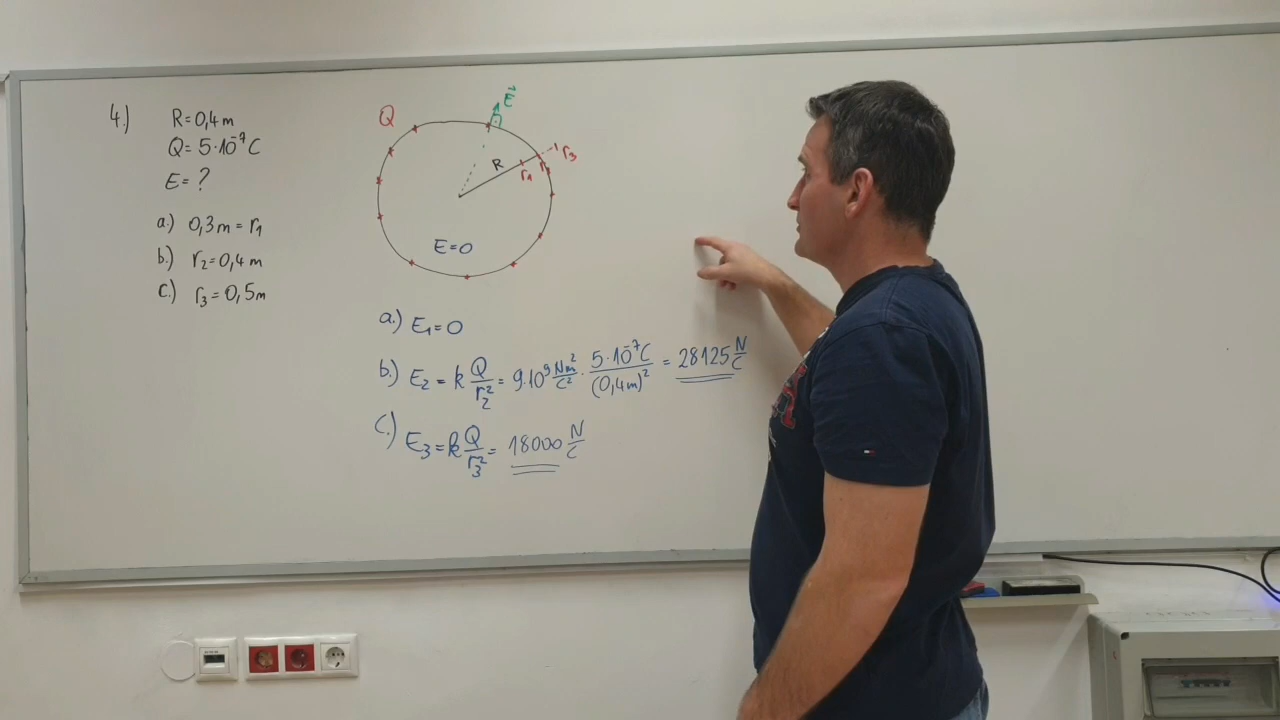 4.)
R=0,4m
Q=5·10⁻⁷C
E=?
a.) 0,3m=r₁
b.) r₂=0,4m
c.) r₃=0,5m
Q
E⃗
R
r₁
r₃
E=0
a.) E₁=0
b.) E₂ = k Q/r₂² = 9·10⁹ Nm²/C² · 5·10⁻⁷C/(0,4m)² = 28125 N/C
c.) E₃=k Q/r₃² = 18000 N/C